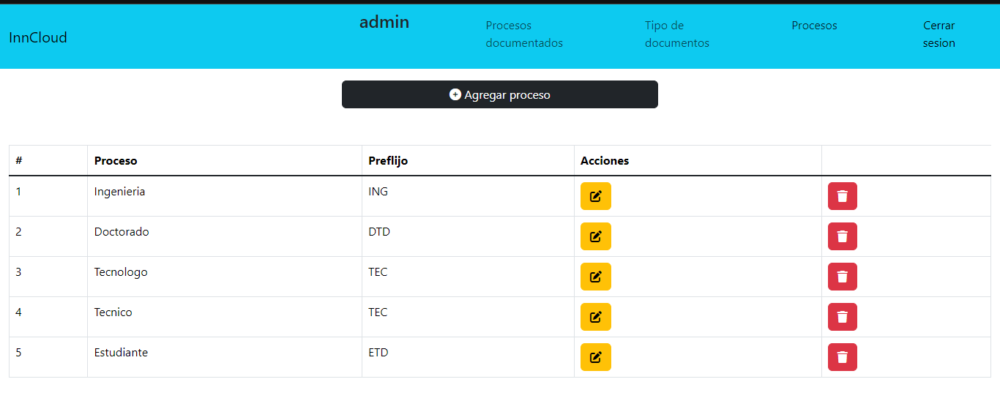 InnCloud
admin
Procesos
documentados
Tipo de
documentos
Procesos
Cerrar
sesion
Agregar proceso
# Proceso Preflijo Acciones
1 Ingenieria ING
2 Doctorado DTD
3 Tecnologo TEC
4 Tecnico TEC
5 Estudiante ETD